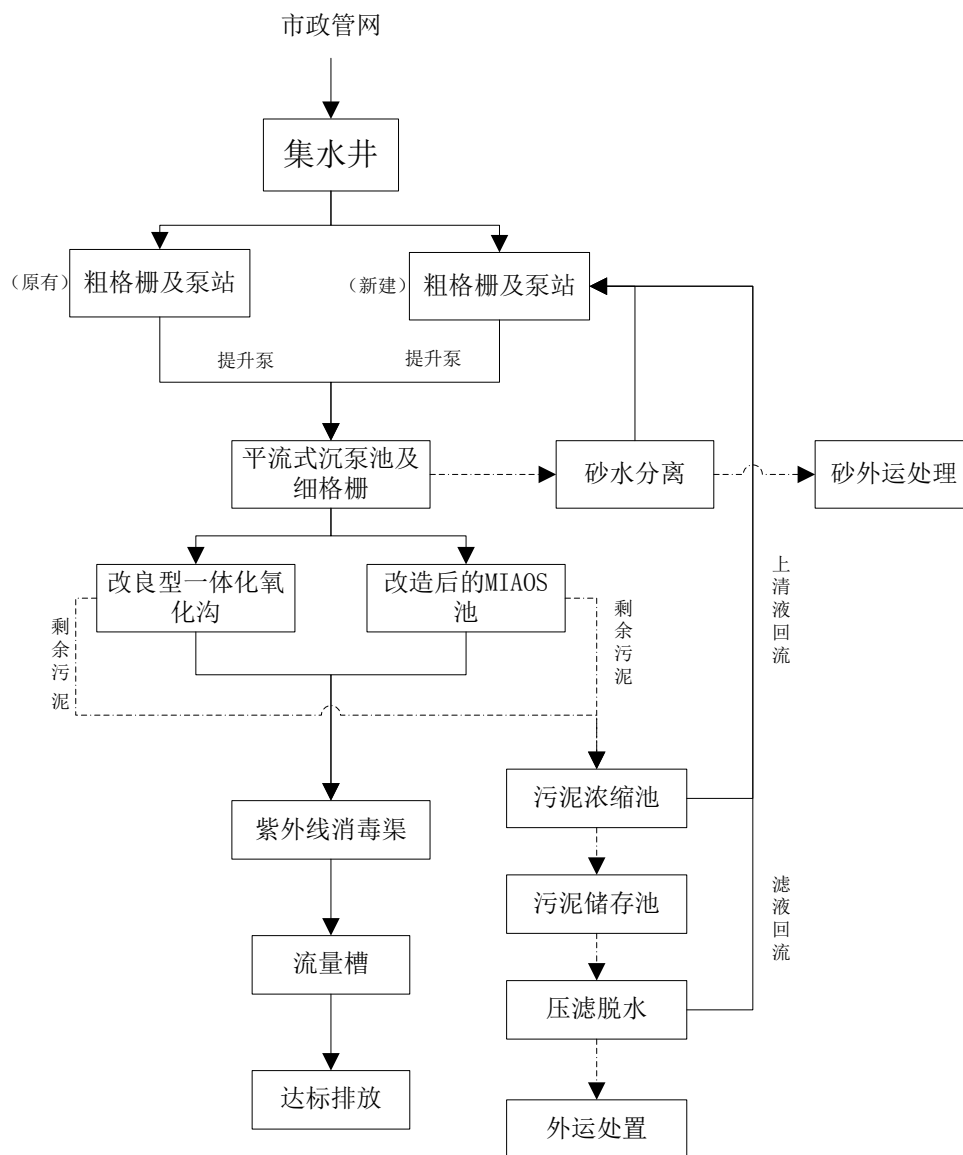 市政管网
集水井
（原有）
粗格栅及泵站
（新建）
粗格栅及泵站
提升泵
提升泵
平流式沉泵池及
细格栅
砂水分离
砂外运处理
改良型一体化氧
化沟
改造后的MIAOS
池
剩余污泥
剩余污泥
上清液回流
污泥浓缩池
紫外线消毒渠
污泥储存池
滤液回流
流量槽
压滤脱水
达标排放
外运处置